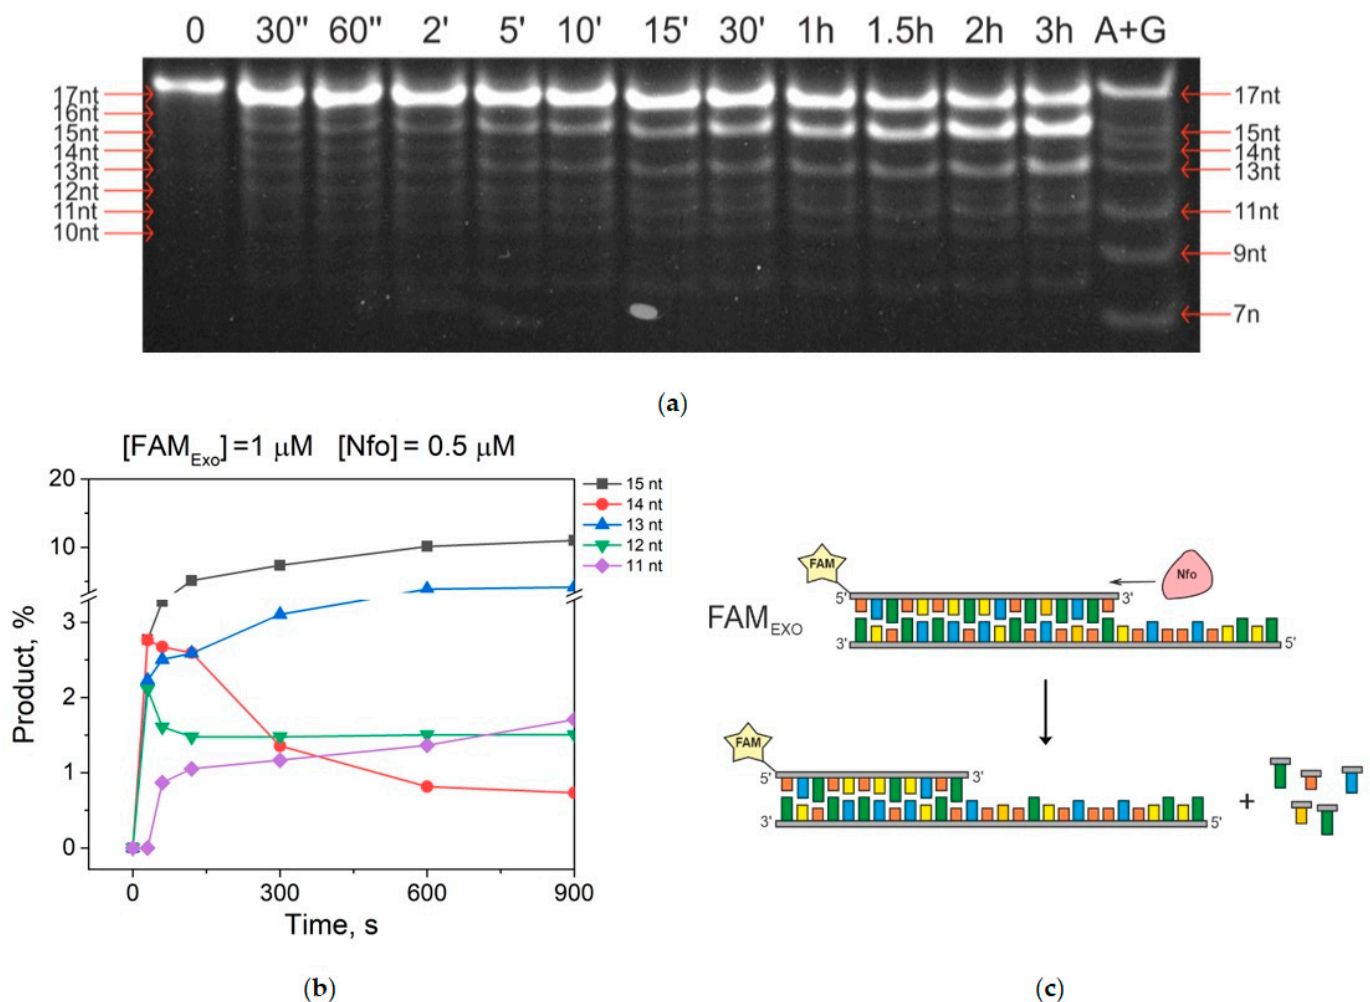 0 30" 60" 2' 5' 10' 15' 30' 1h 1.5h 2h 3h A+G
17nt 17nt
16nt
15nt 15nt
14nt 14nt
13nt 13nt
12nt
11nt 11nt
10nt
9nt
7n
(a)
[FAMExo] =1 μM [Nfo] = 0.5 μM
20
10
3
2
1
0
Product, %
0 300 600 900
Time, s
15 nt
14 nt
13 nt
12 nt
11 nt
(b)
FAM
Nfo
5' 3'
FAMEXO
3' 5'
FAM
5' 3'
+
3' 5'
(c)